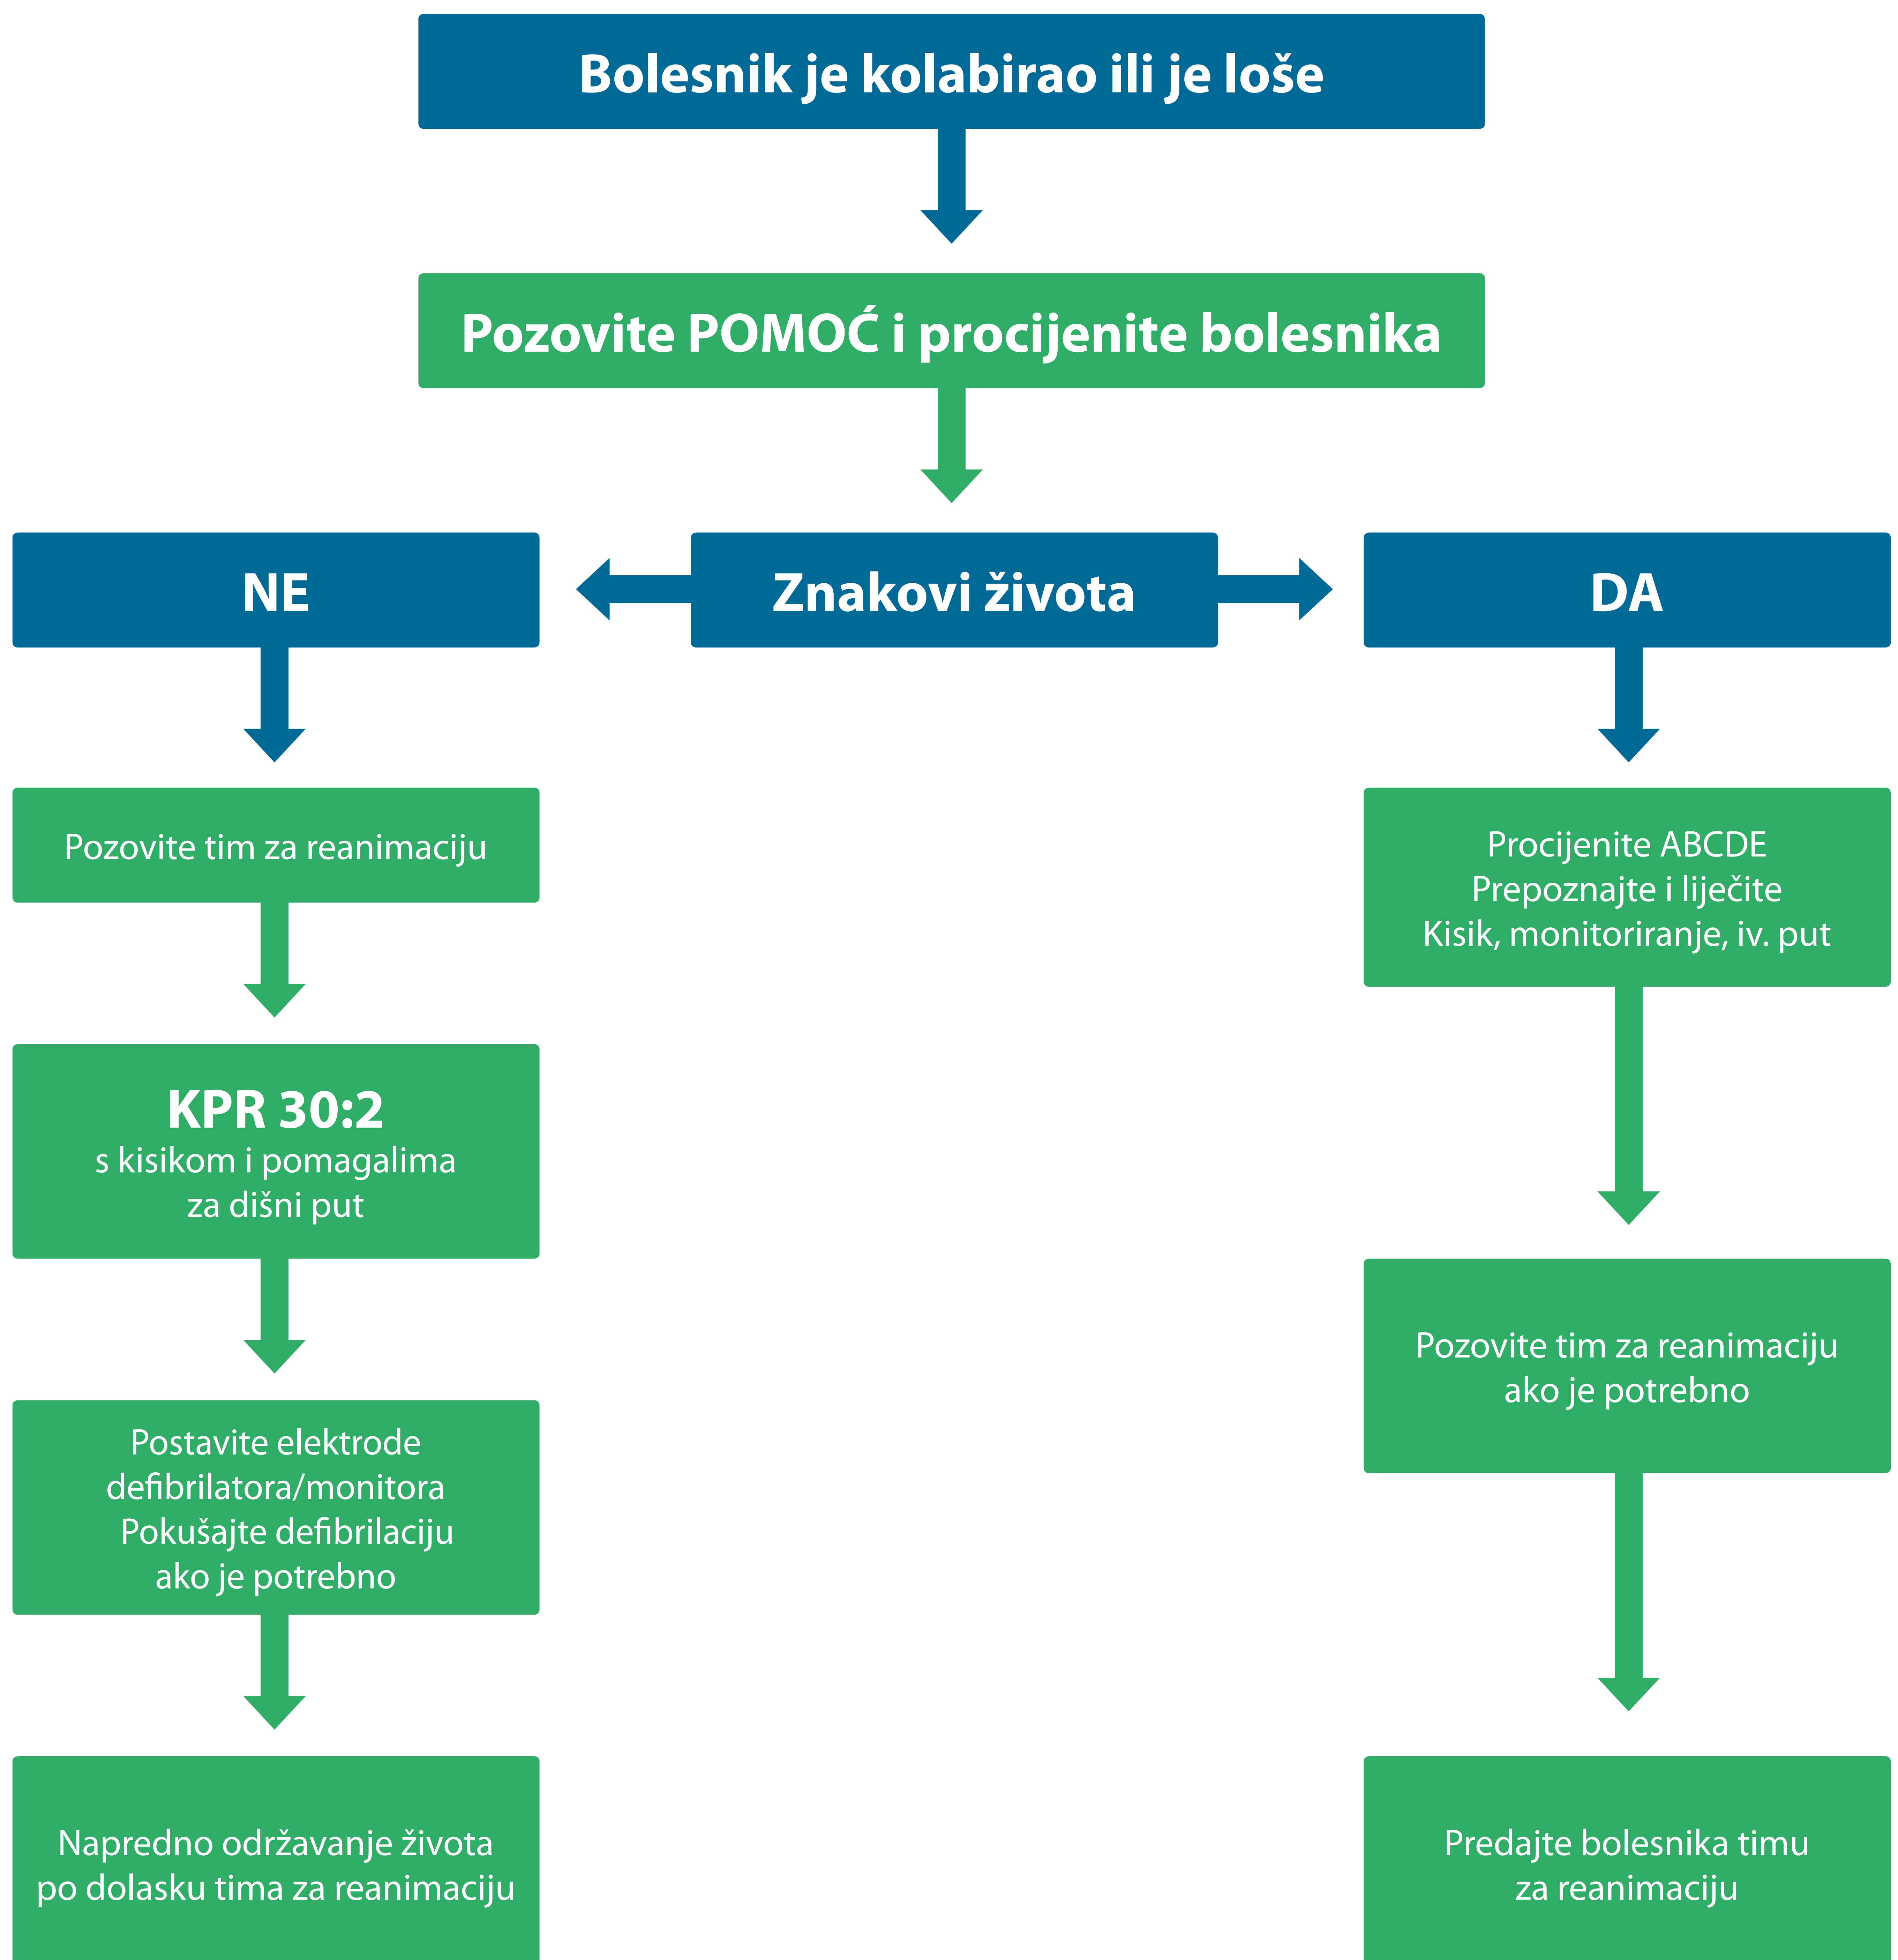 Bolesnik je kolabirao ili je loše
Pozovite POMOĆ i procijenite bolesnika
NE
Znakovi života
DA
Pozovite tim za reanimaciju
KPR 30:2
s kisikom i pomagalima
za dišni put
Postavite elektrode
defibrilatora/monitora
Pokušajte defibrilaciju
ako je potrebno
Napredno održavanje života
po dolasku tima za reanimaciju
Procijenite ABCDE
Prepoznajte i liječite
Kisik, monitoriranje, iv. put
Pozovite tim za reanimaciju
ako je potrebno
Predajte bolesnika timu
za reanimaciju